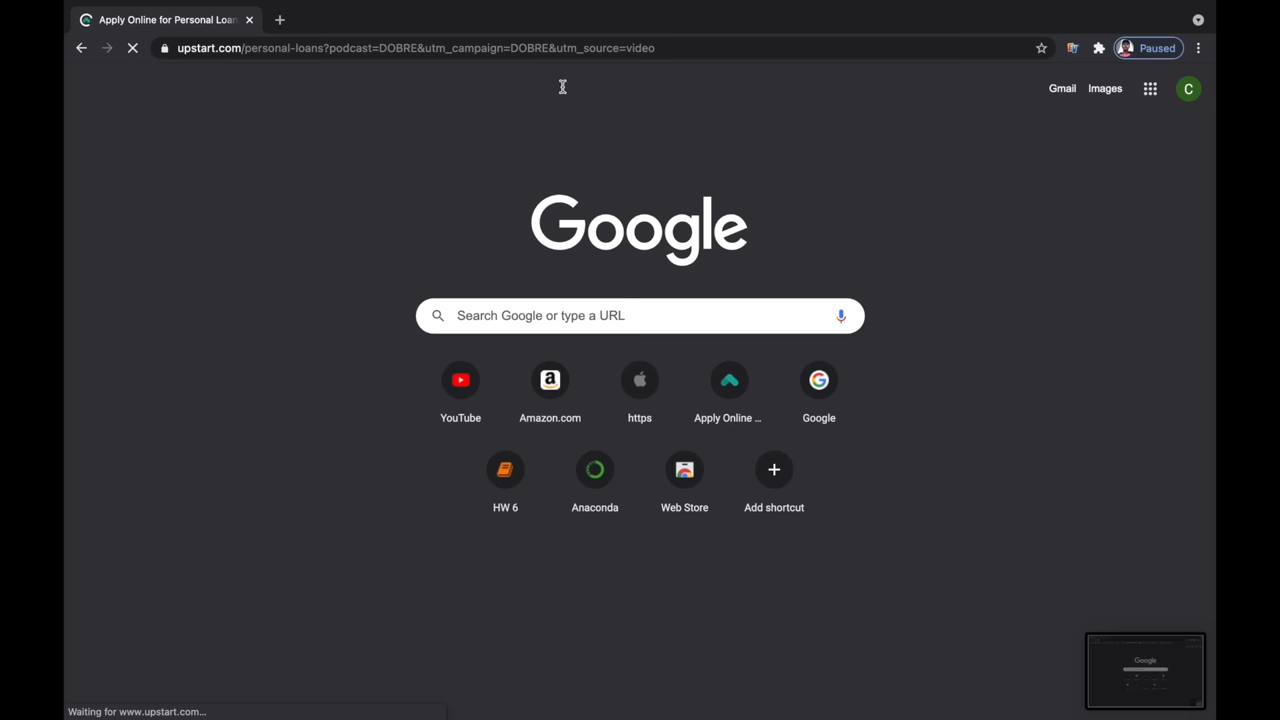 Apply Online for Personal Loan
upstart.com/personal-loans?podcast=DOBRE&utm_campaign=DOBRE&utm_source=video
Paused
Gmail Images C
Google
Search Google or type a URL
YouTube Amazon.com https Apply Online ... Google
HW 6 Anaconda Web Store Add shortcut
Google
Waiting for www.upstart.com...